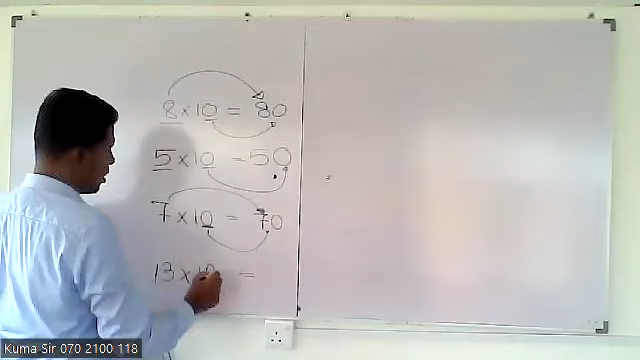 8 × 10 = 80
5 × 10 = 50
7 × 10 = 70
13 × 10 =
Kuma Sir 070 2100 118